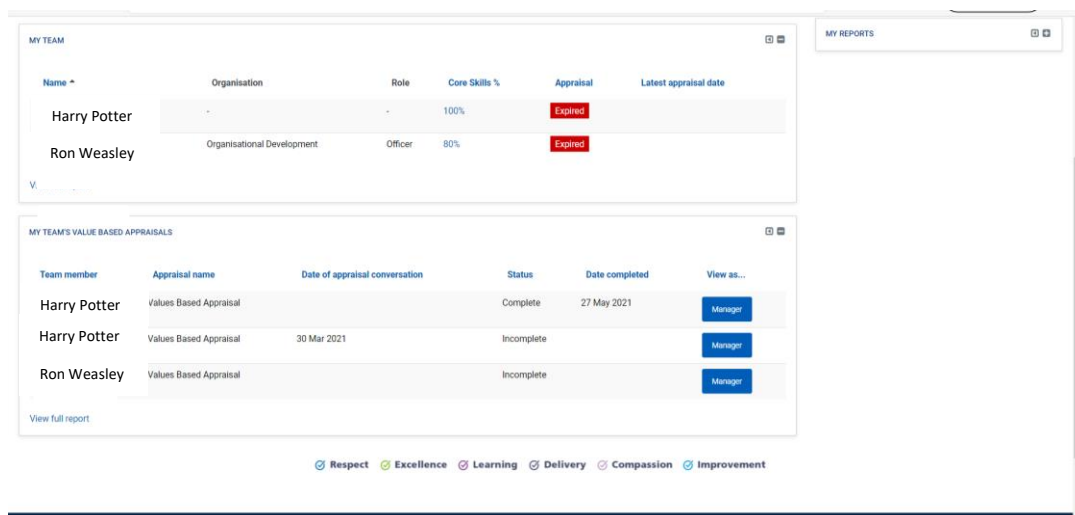 MY TEAM
Name Organisation Role Core Skills % Appraisal Latest appraisal date
Harry Potter - - 100% Expired
Ron Weasley Organisational Development Officer 80% Expired
MY REPORTS
MY TEAM'S VALUE BASED APPRAISALS
Team member Appraisal name Date of appraisal conversation Status Date completed View as...
Harry Potter Values Based Appraisal Complete 27 May 2021 Manager
Harry Potter Values Based Appraisal 30 Mar 2021 Incomplete Manager
Ron Weasley Values Based Appraisal Incomplete Manager
View full report
Respect Excellence Learning Delivery Compassion Improvement